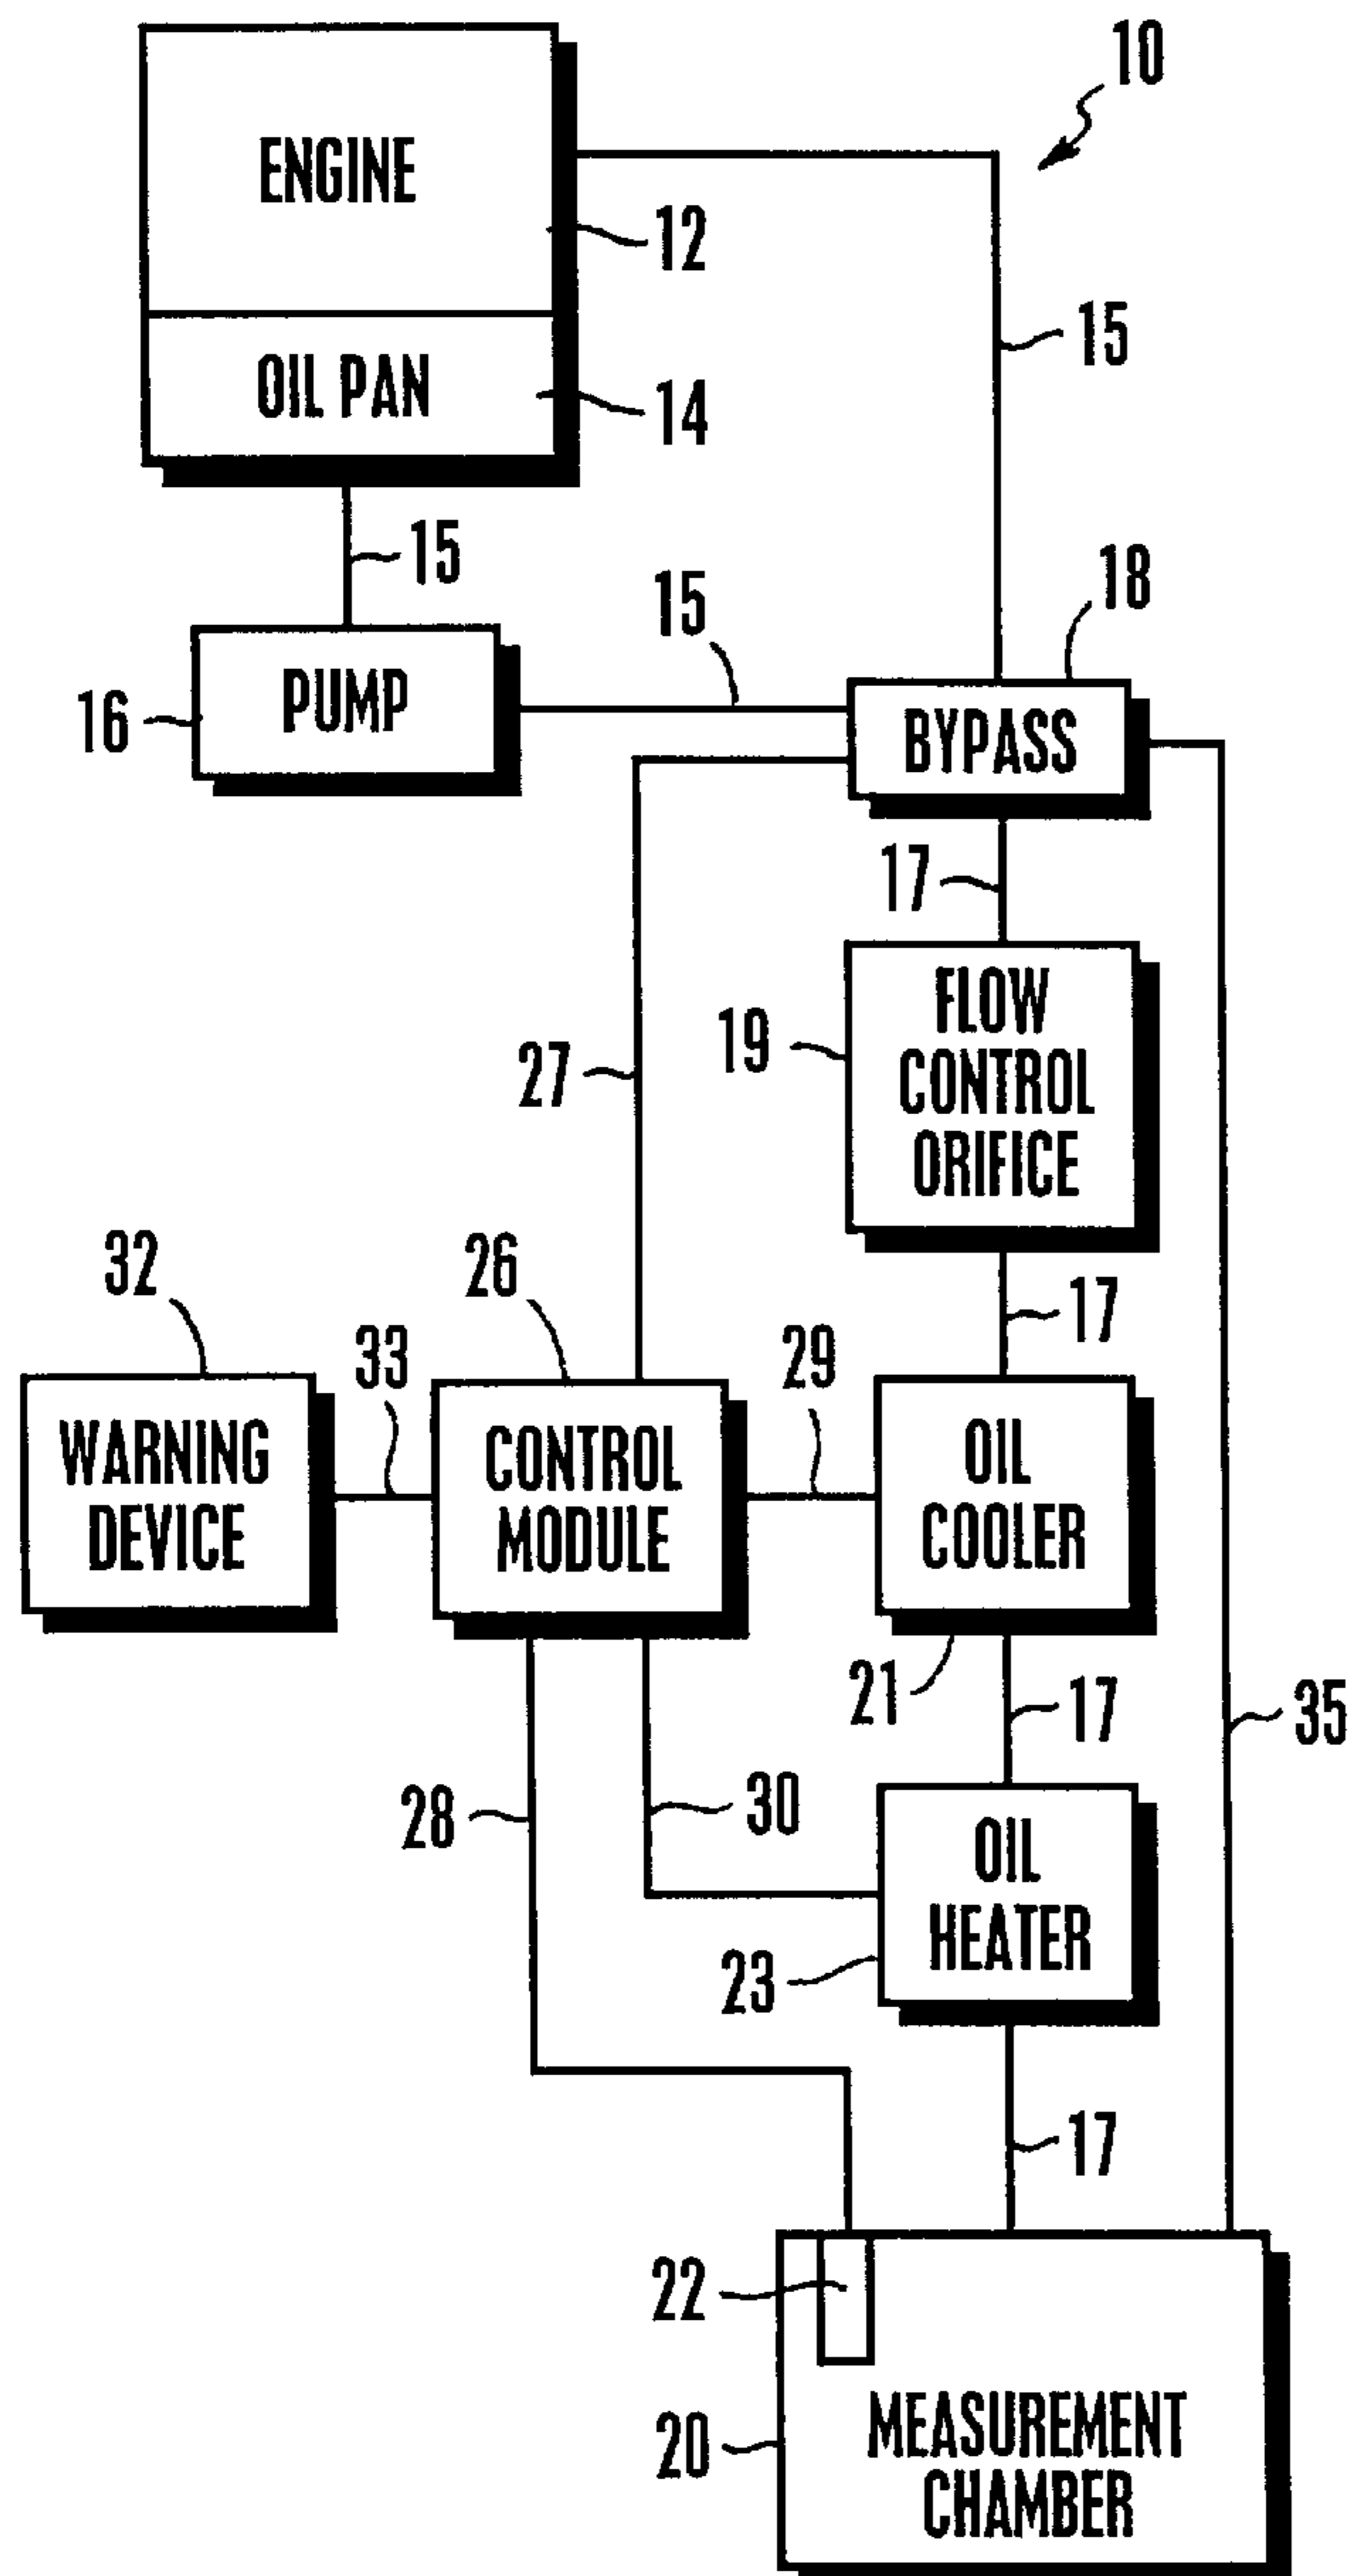 10
ENGINE
12
15
OIL PAN
14
15
15
18
16
PUMP
BYPASS
17
19
FLOW
CONTROL
ORIFICE
27
32
26
17
33
29
WARNING
DEVICE
CONTROL
MODULE
OIL
COOLER
21
17
35
28
30
OIL
HEATER
23
17
22
20
MEASUREMENT
CHAMBER